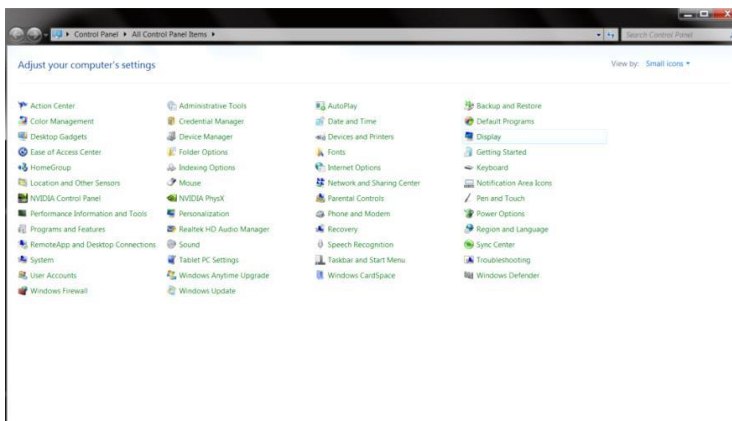 Control Panel ▸ All Control Panel Items ▸ Search Control Panel
Adjust your computer's settings View by: Small icons
Action Center Administrative Tools AutoPlay Backup and Restore
Color Management Credential Manager Date and Time Default Programs
Desktop Gadgets Device Manager Devices and Printers Display
Ease of Access Center Folder Options Fonts Getting Started
HomeGroup Indexing Options Internet Options Keyboard
Location and Other Sensors Mouse Network and Sharing Center Notification Area Icons
NVIDIA Control Panel NVIDIA PhysX Parental Controls Pen and Touch
Performance Information and Tools Personalization Phone and Modem Power Options
Programs and Features Realtek HD Audio Manager Recovery Region and Language
RemoteApp and Desktop Connections Sound Speech Recognition Sync Center
System Tablet PC Settings Taskbar and Start Menu Troubleshooting
User Accounts Windows Anytime Upgrade Windows CardSpace Windows Defender
Windows Firewall Windows Update